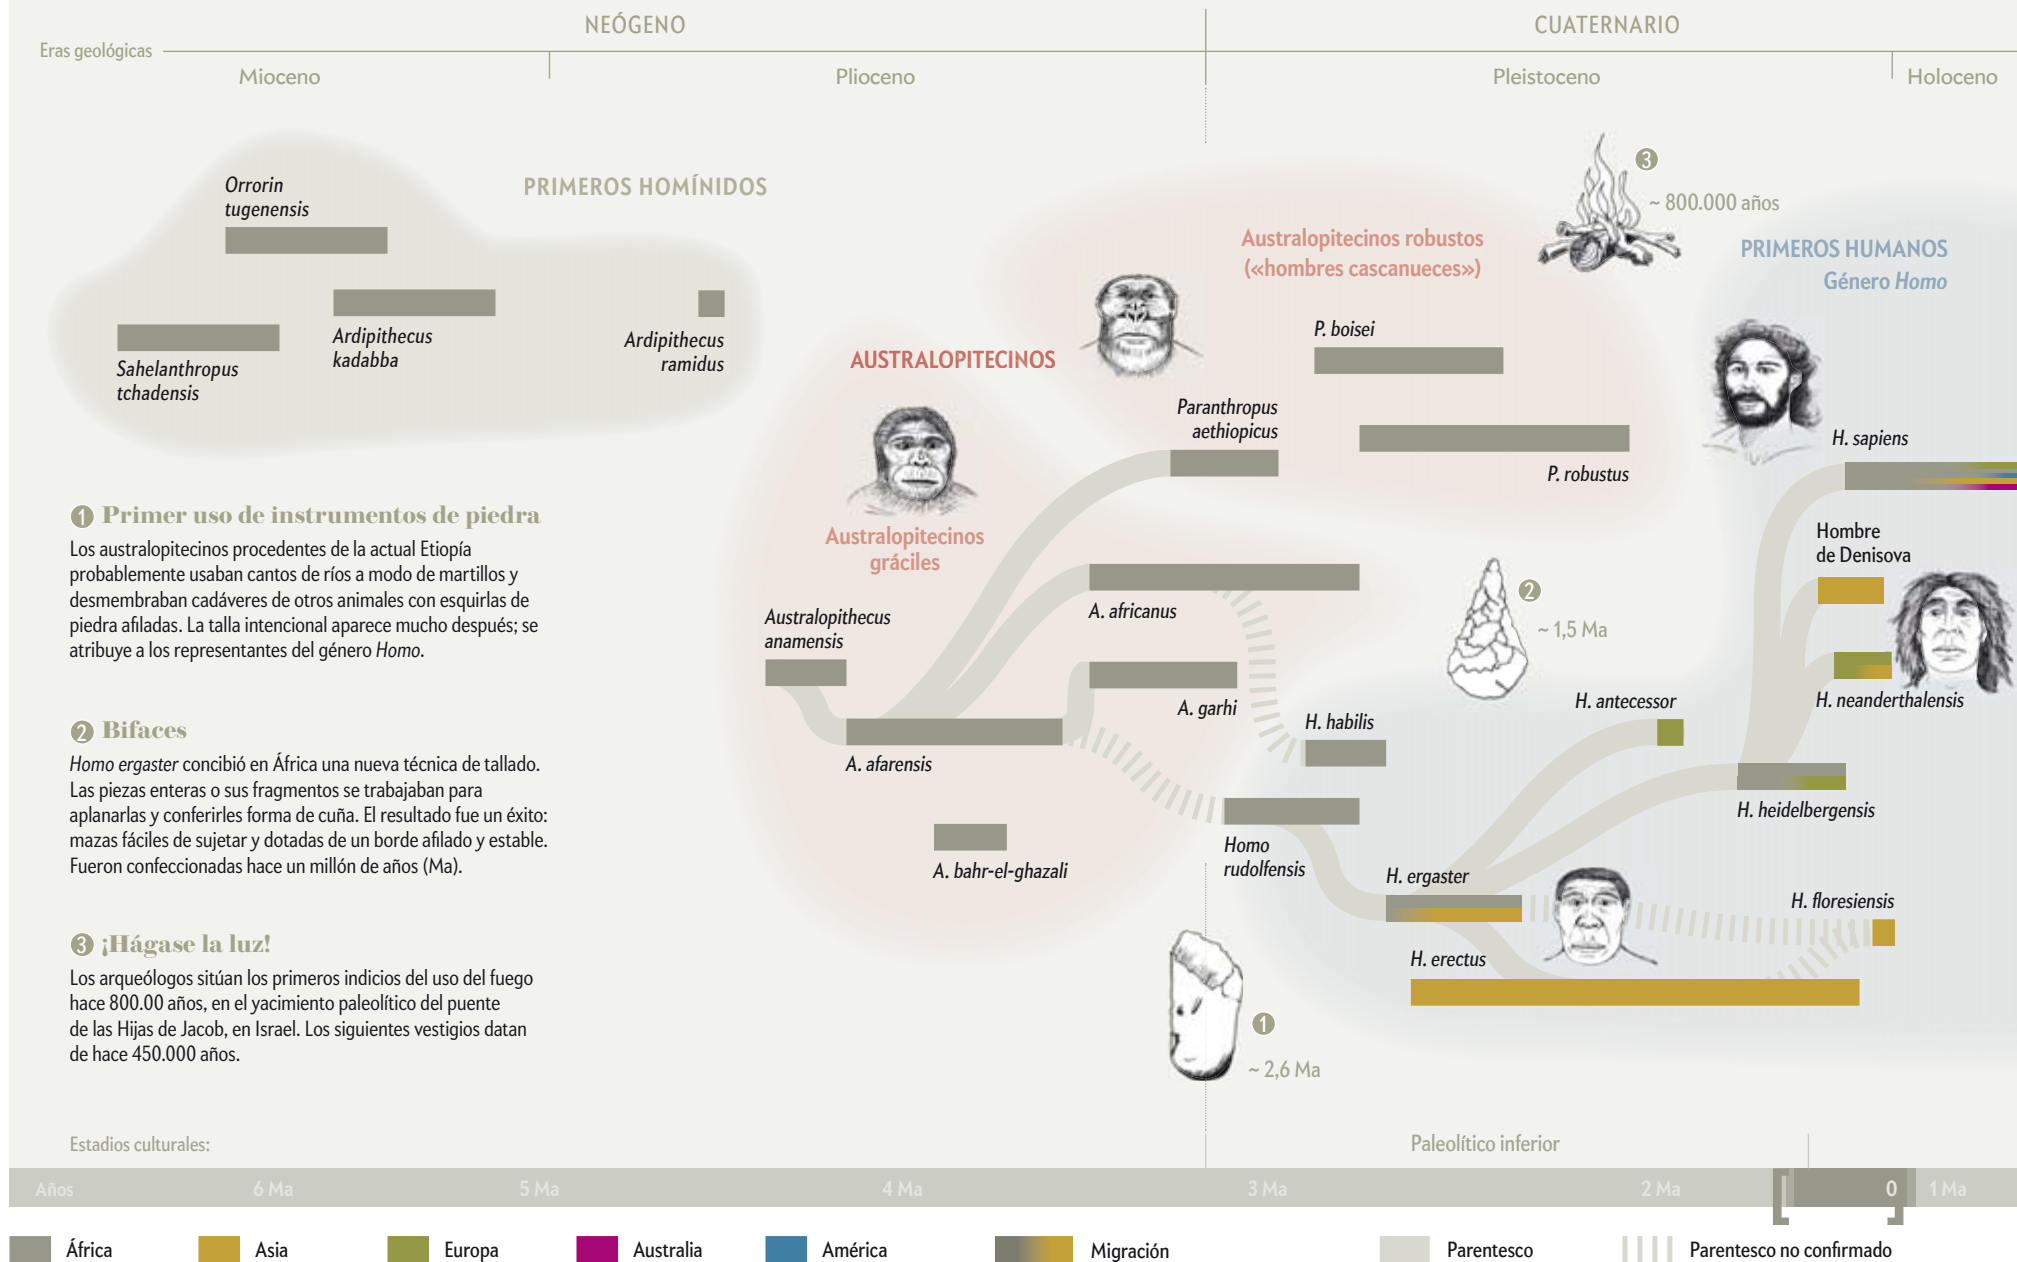 NEÓGENO
CUATERNARIO
Eras geológicas
Mioceno
Plioceno
Pleistoceno
Holoceno
PRIMEROS HOMÍNIDOS
Orrorin
tugenensis
Ardipithecus
kadabba
Sahelanthropus
tchadensis
Ardipithecus
ramidus
3
~ 800.000 años
Australopitecinos robustos
(«hombres cascanueces»)
PRIMEROS HUMANOS
Género Homo
AUSTRALOPITECINOS
P. boisei
Paranthropus
aethiopicus
P. robustus
H. sapiens
Australopitecinos
gráciles
Hombre
de Denisova
Australopithecus
anamensis
A. africanus
2
~ 1,5 Ma
A. garhi
H. habilis
H. antecessor
H. neanderthalensis
A. afarensis
A. bahr-el-ghazali
Homo
rudolfensis
H. heidelbergensis
H. ergaster
H. floresiensis
H. erectus
1
~ 2,6 Ma
1 Primer uso de instrumentos de piedra
Los australopitecinos procedentes de la actual Etiopía
probablemente usaban cantos de ríos a modo de martillos y
desmembraban cadáveres de otros animales con esquirlas de
piedra afiladas. La talla intencional aparece mucho después; se
atribuye a los representantes del género Homo.
2 Bifaces
Homo ergaster concibió en África una nueva técnica de tallado.
Las piezas enteras o sus fragmentos se trabajaban para
aplanarlas y conferirles forma de cuña. El resultado fue un éxito:
mazas fáciles de sujetar y dotadas de un borde afilado y estable.
Fueron confeccionadas hace un millón de años (Ma).
3 ¡Hágase la luz!
Los arqueólogos sitúan los primeros indicios del uso del fuego
hace 800.00 años, en el yacimiento paleolítico del puente
de las Hijas de Jacob, en Israel. Los siguientes vestigios datan
de hace 450.000 años.
Estadios culturales:
Paleolítico inferior
Años
6 Ma
5 Ma
4 Ma
3 Ma
2 Ma
0
1 Ma
África
Asia
Europa
Australia
América
Migración
Parentesco
Parentesco no confirmado